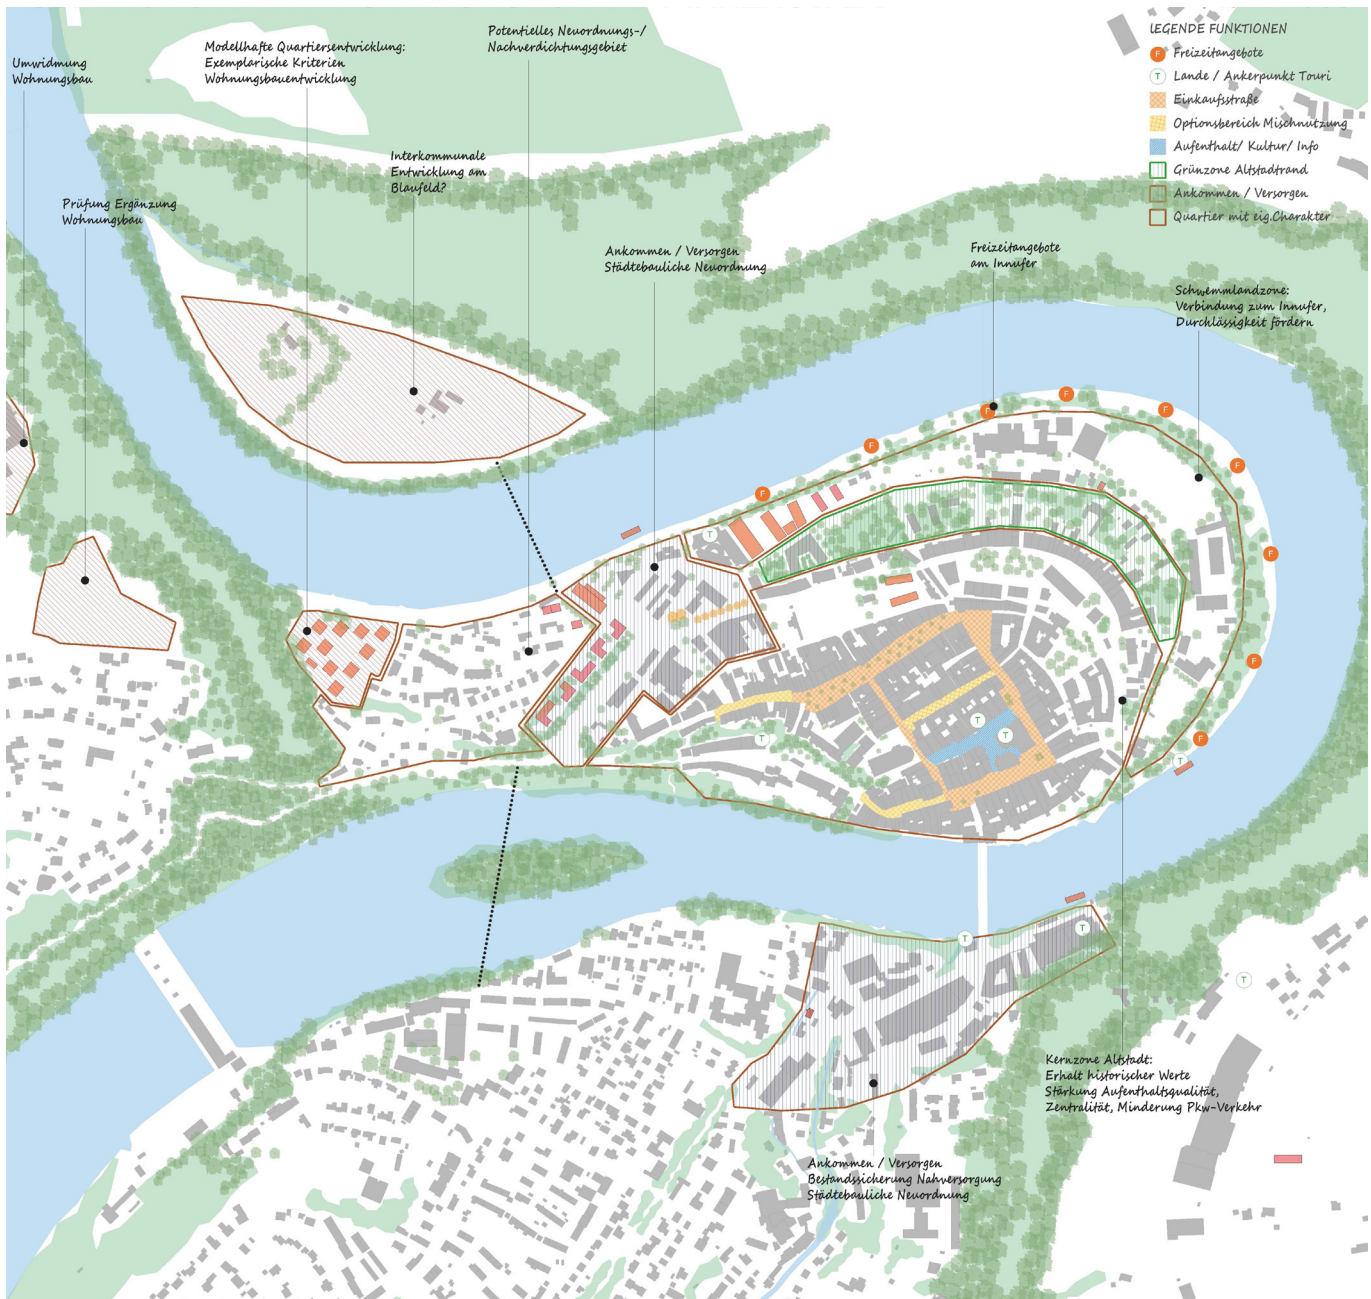 Potentielles Neuordnungs-/
Nachverdichtungsgebiet
Modellhafte Quartiersentwicklung:
Exemplarische Kriterien
Wohnungsbauentwicklung
Umwidmung
Wohnungsbau
LEGENDE FUNKTIONEN
F Freizeitangebote
T Lande / Ankerpunkt Touri
Einkaufsstraße
Optionsbereich Mischnutzung
Aufenthalt/ Kultur/ Info
Grünzone Altstadtrand
Ankommen / Versorgen
Quartier mit eig.Charakter
Interkommunale
Entwicklung am
Blaufeld?
Prüfung Ergänzung
Wohnungsbau
Ankommen / Versorgen
Städtebauliche Neuordnung
Freizeitangebote
am Innufer
Schwemmlandzone:
Verbindung zum Innufer,
Durchlässigkeit fördern
F
F
F
F
F
F
F
F
F
T
T
T
T
T
T
T
T
Kernzone Altstadt:
Erhalt historischer Werte
Stärkung Aufenthaltsqualität,
Zentralität, Minderung Pkw-Verkehr
Ankommen / Versorgen
Bestandssicherung Nahversorgung
Städtebauliche Neuordnung